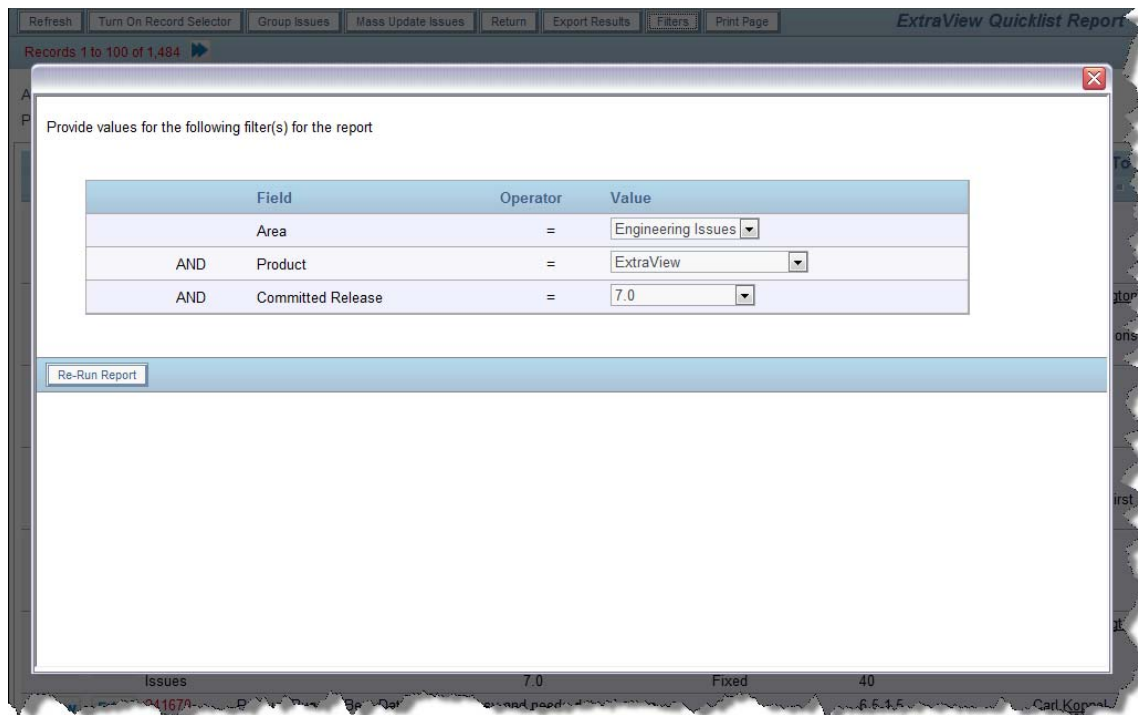 Refresh Turn On Record Selector Group Issues Mass Update Issues Return Export Results Filters Print Page ExtraView Quicklist Report
Records 1 to 100 of 1,484
Provide values for the following filter(s) for the report
To
Field Operator Value
Area = Engineering Issues
AND Product = ExtraView
AND Committed Release = 7.0
Re-Run Report
Issues 7.0 Fixed 40